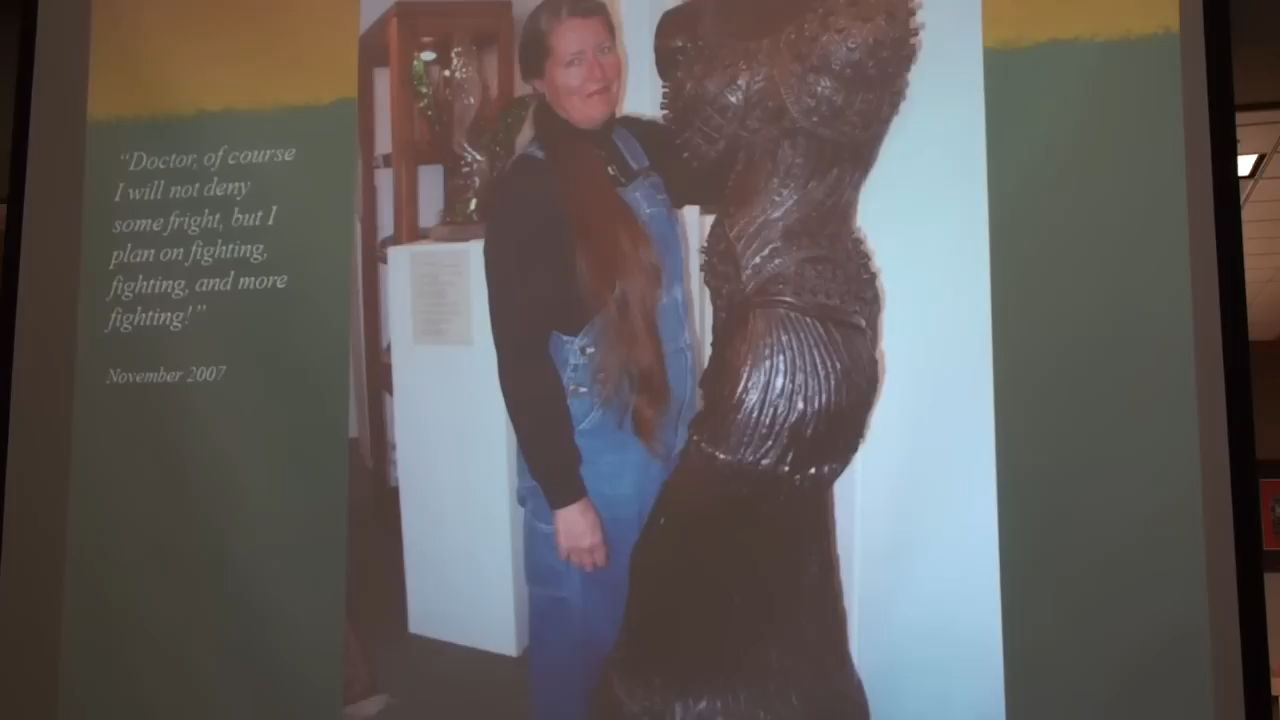 “Doctor, of course
I will not deny
some fright, but I
plan on fighting,
fighting, and more
fighting!”
November 2007